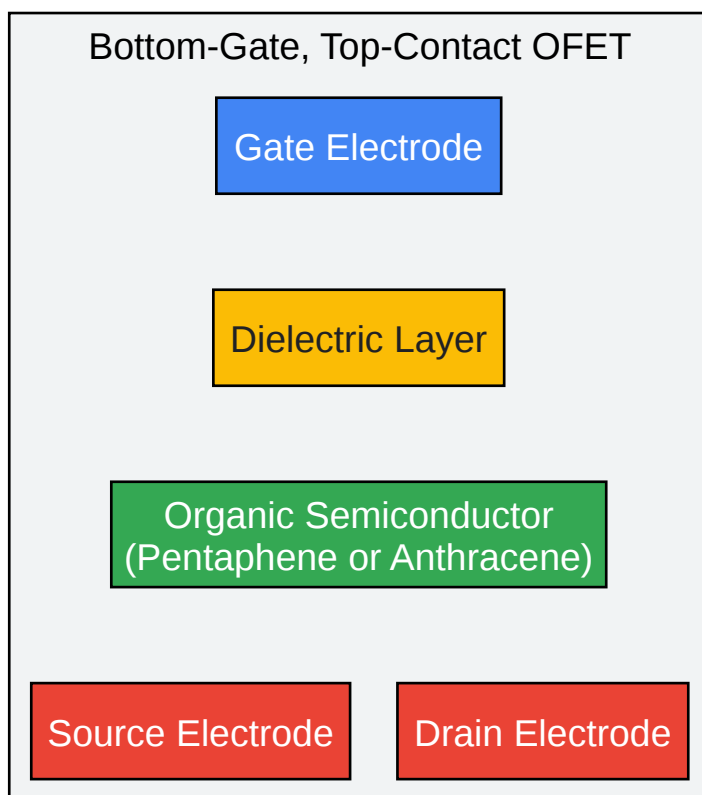 Bottom-Gate, Top-Contact OFET
Gate Electrode
Dielectric Layer
Organic Semiconductor
(Pentaphene or Anthracene)
Source Electrode
Drain Electrode